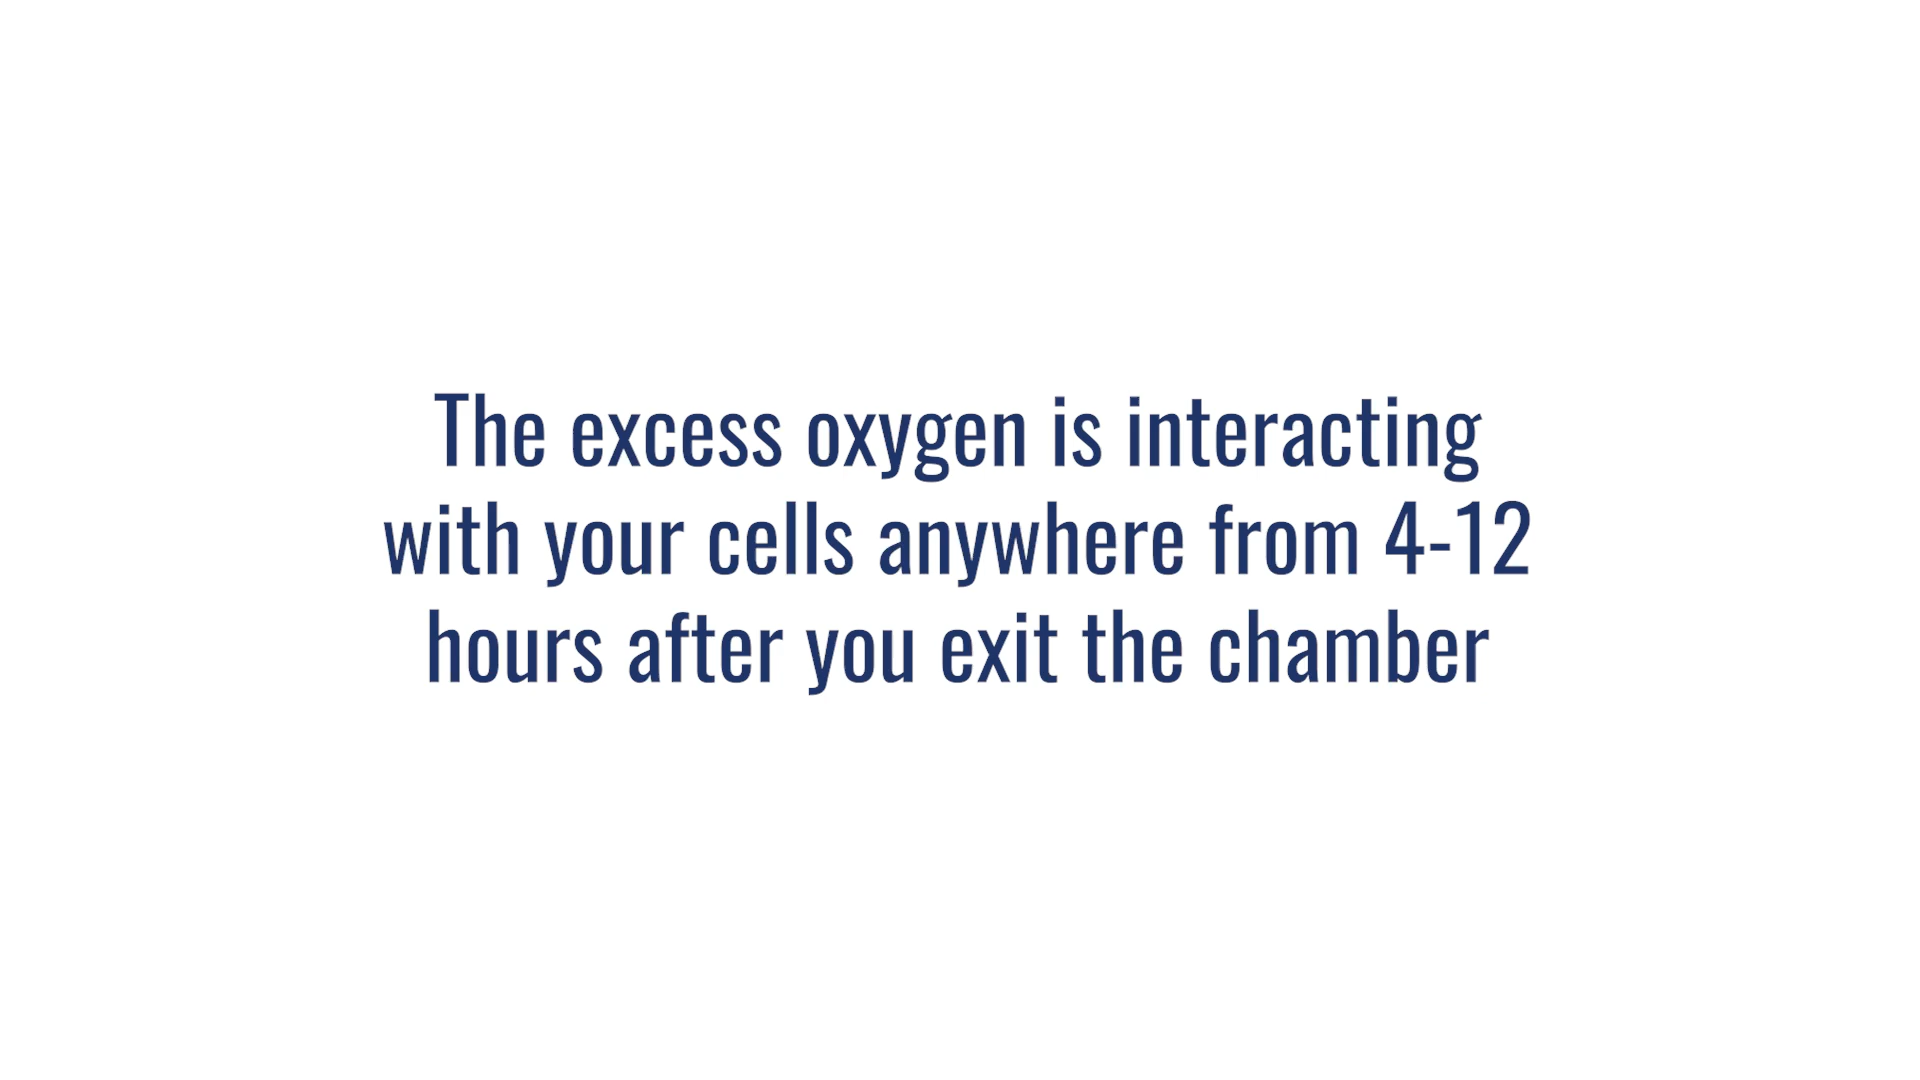 The excess oxygen is interacting
with your cells anywhere from 4-12
hours after you exit the chamber